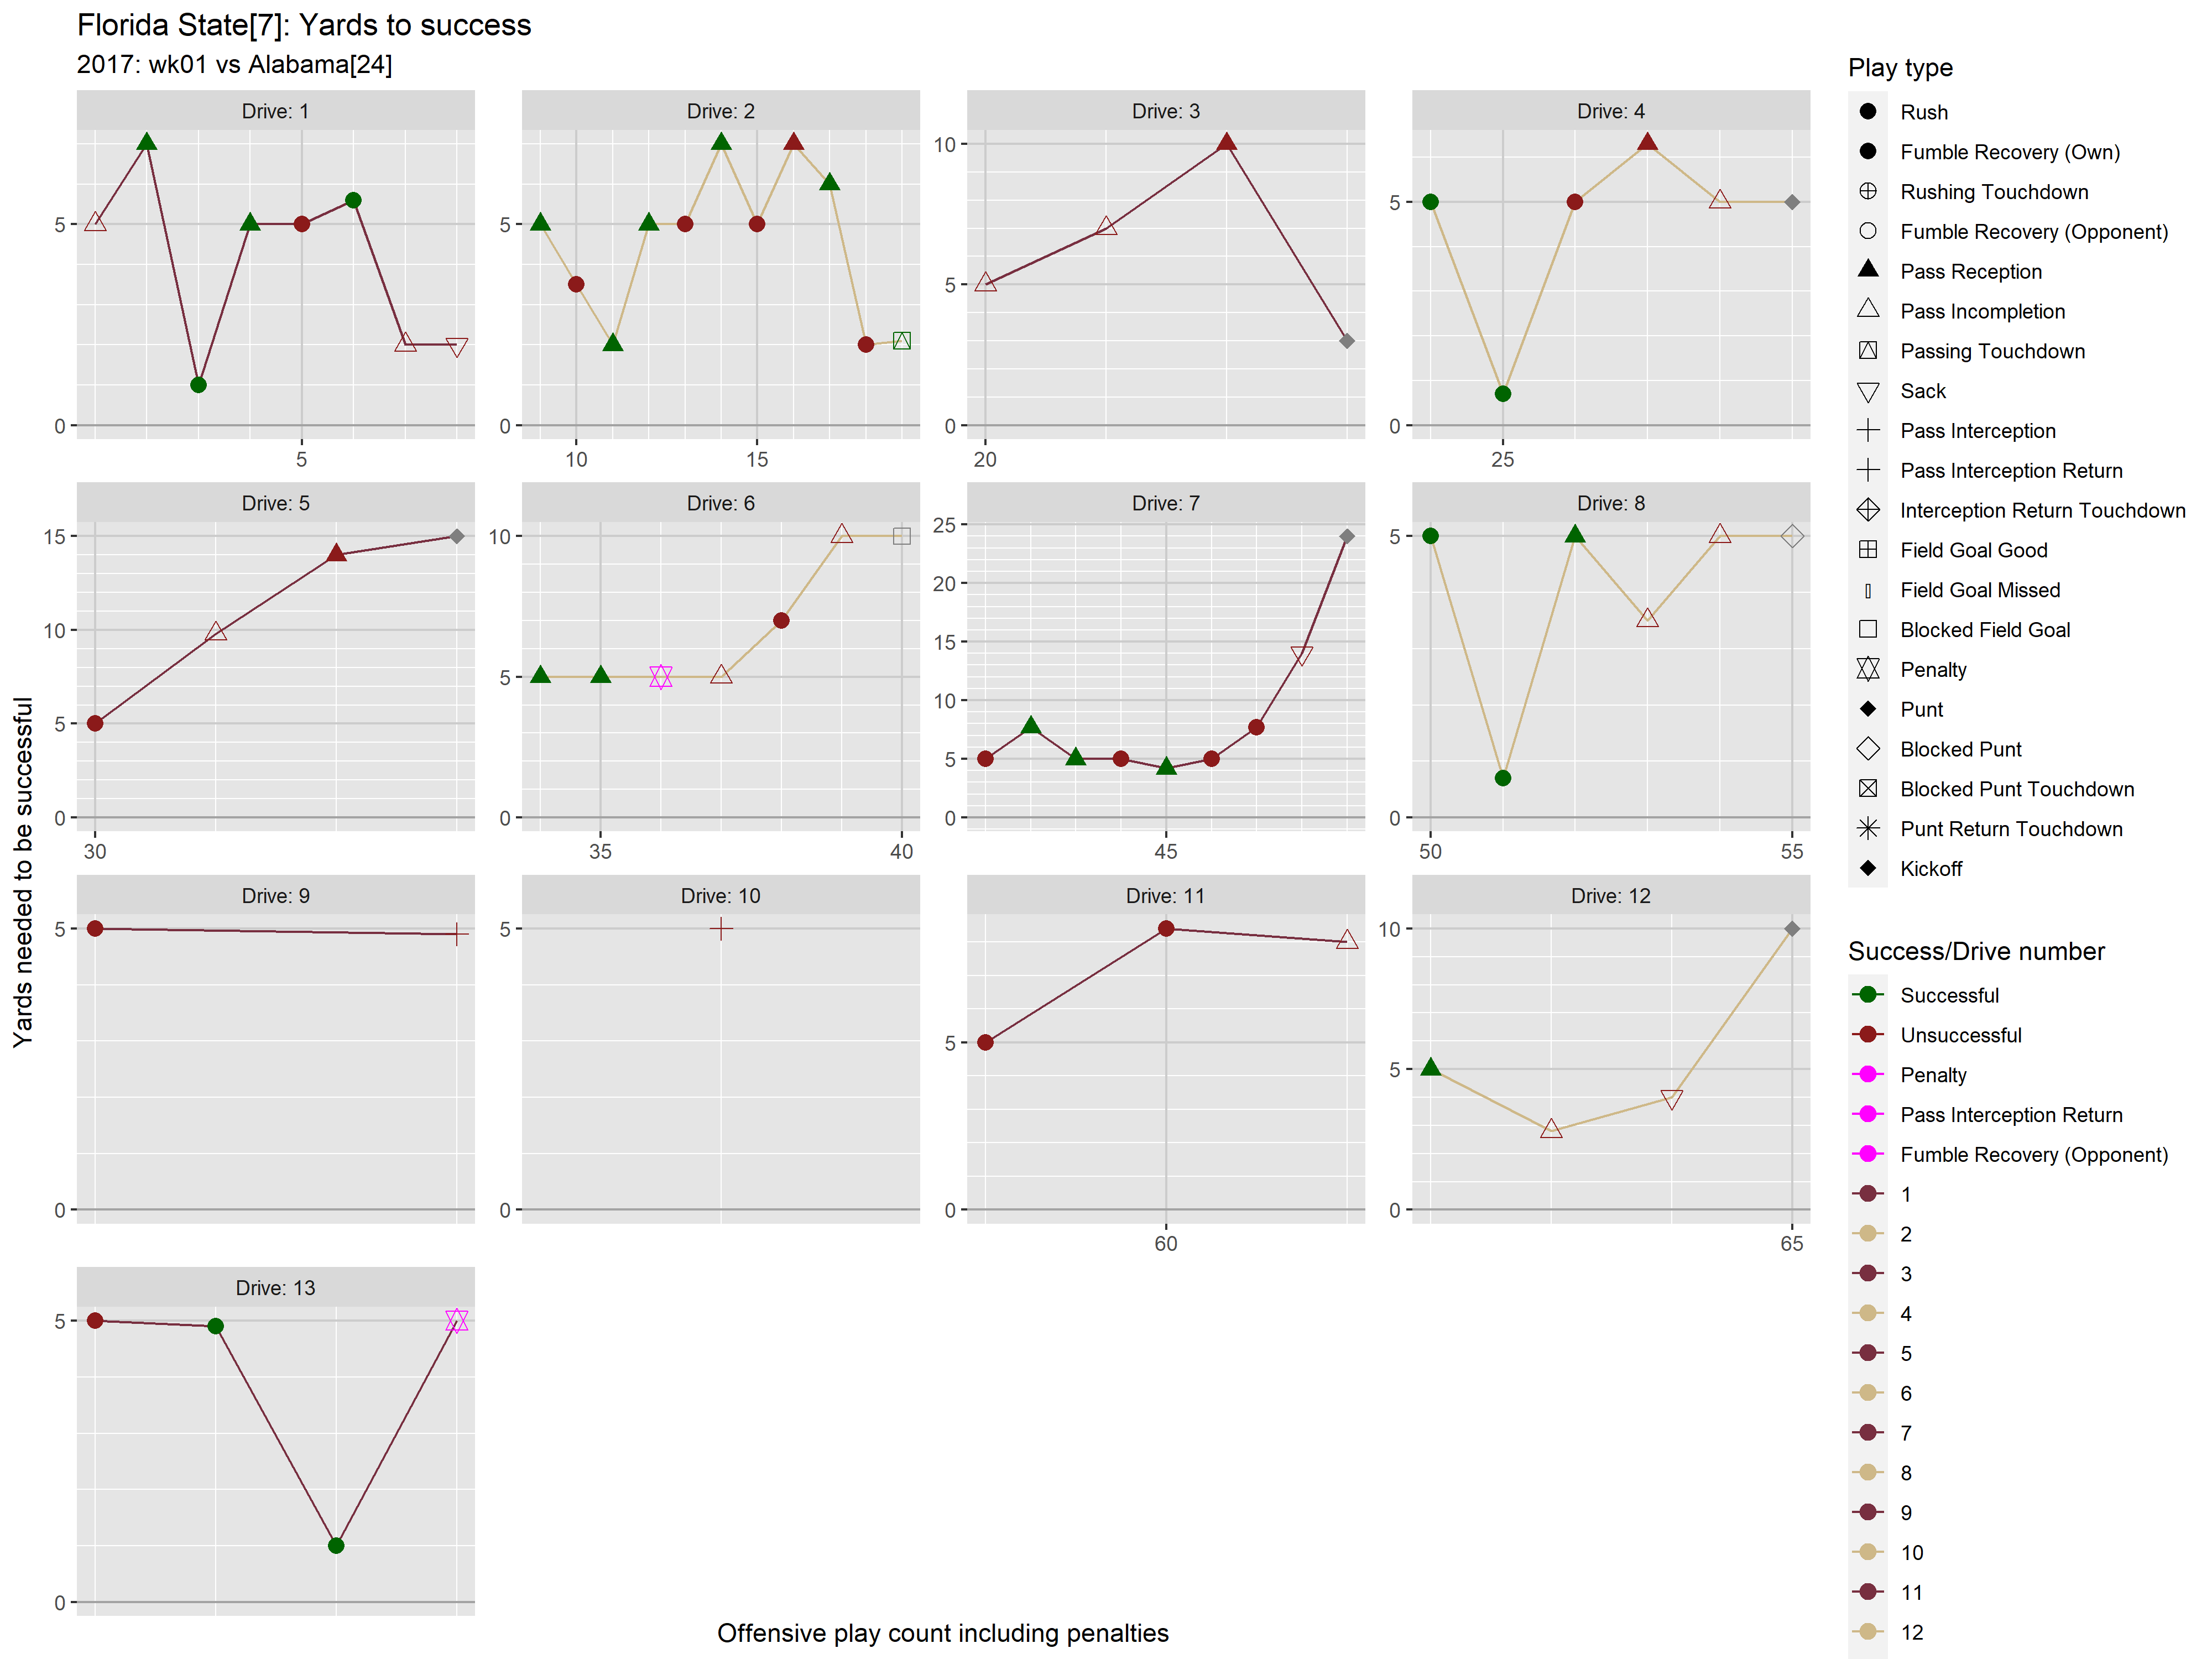 Florida State[7]: Yards to success
2017: wk01 vs Alabama[24]
Yards needed to be successful
Drive: 1
5
0
5
Drive: 2
5
0
10 15
Drive: 3
10
5
0
20
Drive: 4
5
0
25
Drive: 5
15
10
5
0
30
Drive: 6
10
5
0
35 40
Drive: 7
25
20
15
10
5
0
45
Drive: 8
5
0
50 55
Drive: 9
5
0
Drive: 10
5
0
Drive: 11
5
0
60
Drive: 12
10
5
0
65
Drive: 13
5
0
Offensive play count including penalties
Play type
Rush
Fumble Recovery (Own)
Rushing Touchdown
Fumble Recovery (Opponent)
Pass Reception
Pass Incompletion
Passing Touchdown
Sack
Pass Interception
Pass Interception Return
Interception Return Touchdown
Field Goal Good
Field Goal Missed
Blocked Field Goal
Penalty
Punt
Blocked Punt
Blocked Punt Touchdown
Punt Return Touchdown
Kickoff
Success/Drive number
Successful
Unsuccessful
Penalty
Pass Interception Return
Fumble Recovery (Opponent)
1
2
3
4
5
6
7
8
9
10
11
12